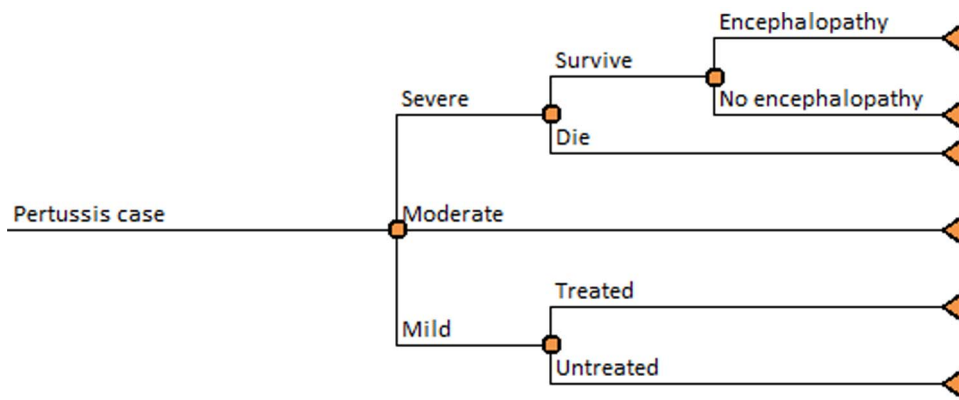 Encephalopathy
Survive
Severe
No encephalopathy
Die
Pertussis case
Moderate
Treated
Mild
Untreated